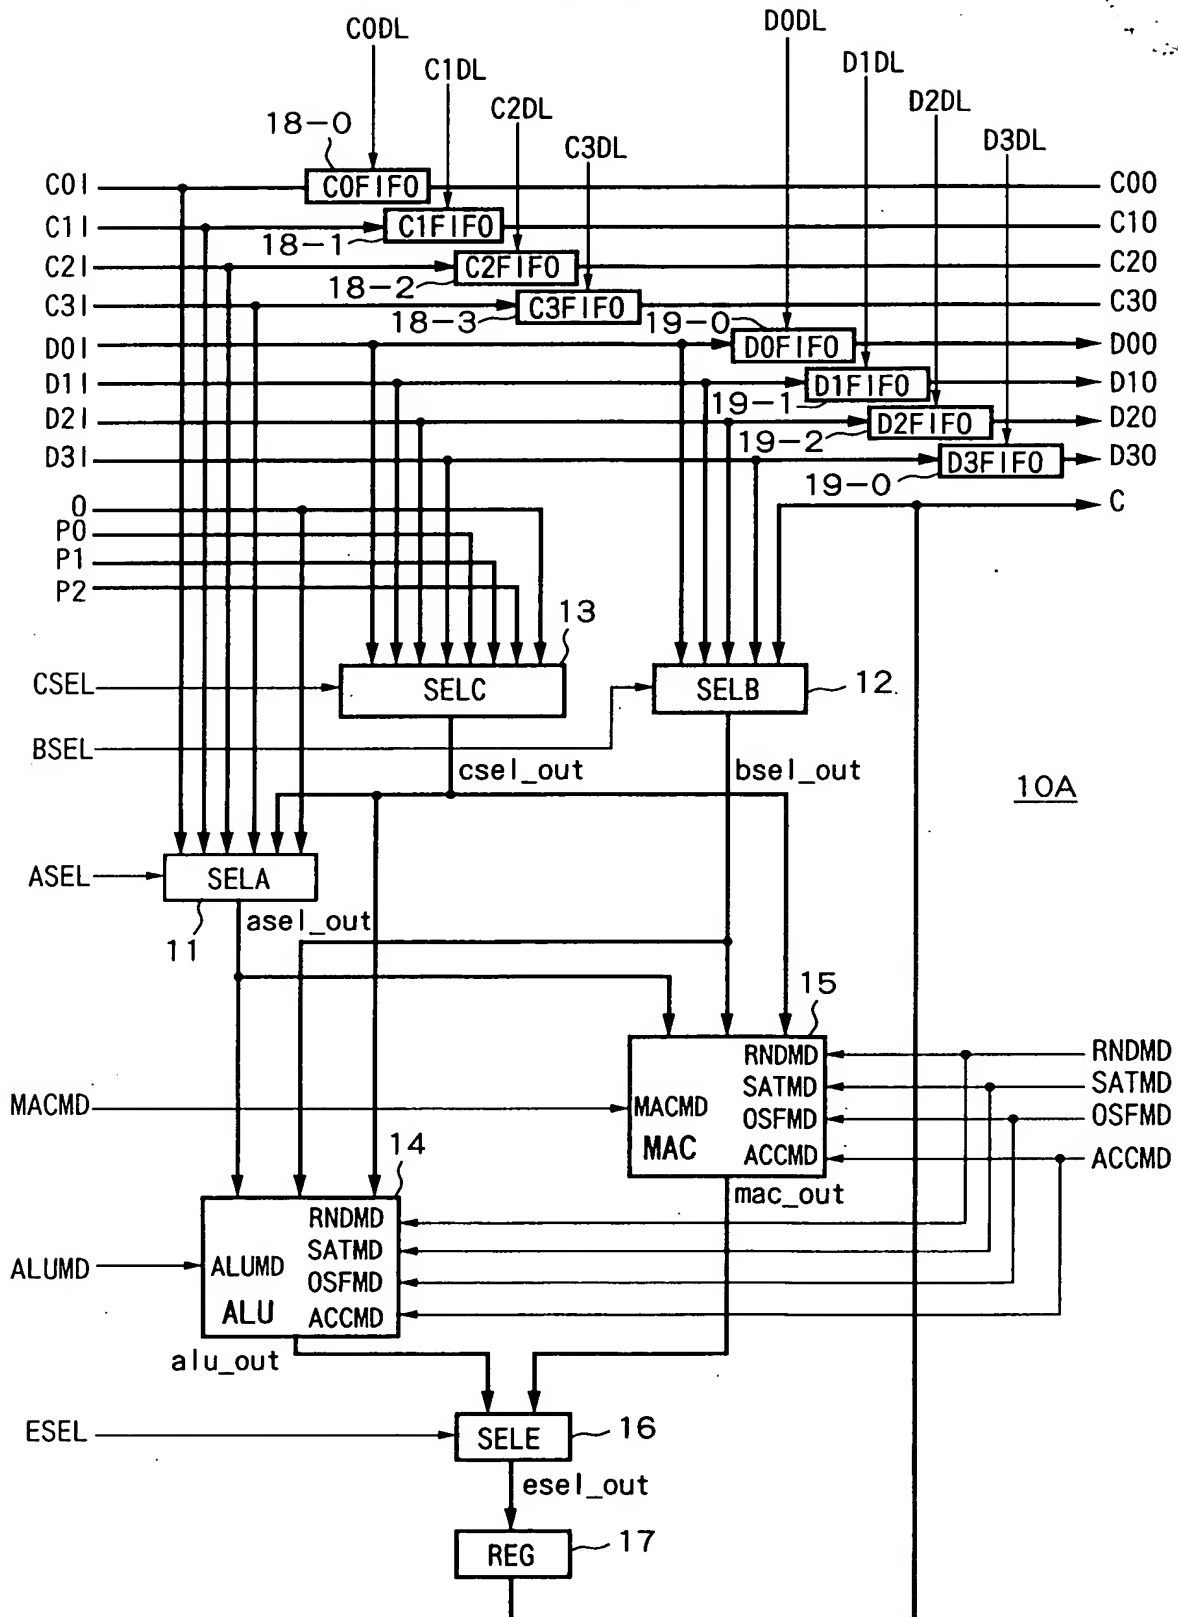 C0DL
D0DL
C1DL
D1DL
C2DL
D2DL
C3DL
D3DL
18-0
C0I
C0FIFO
C0O
C1I
C1FIFO
C1O
18-1
C2I
C2FIFO
C2O
18-2
C3I
C3FIFO
C3O
18-3
19-0
D0I
D0FIFO
D0O
D1I
D1FIFO
D1O
19-1
D2I
D2FIFO
D2O
19-2
D3I
D3FIFO
D3O
19-0
0
C
P0
P1
P2
13
CSEL
SELC
SELB
12
BSEL
csel_out
bsel_out
10A
ASEL
SELA
asel_out
11
15
RNDMD
RNDMD
SATMD
SATMD
MACMD
MACMD
OSFMD
OSFMD
MAC
ACCMD
ACCMD
14
mac_out
RNDMD
SATMD
ALUMD
ALUMD
OSFMD
ALU
ACCMD
alu_out
ESEL
SELE
16
esel_out
REG
17